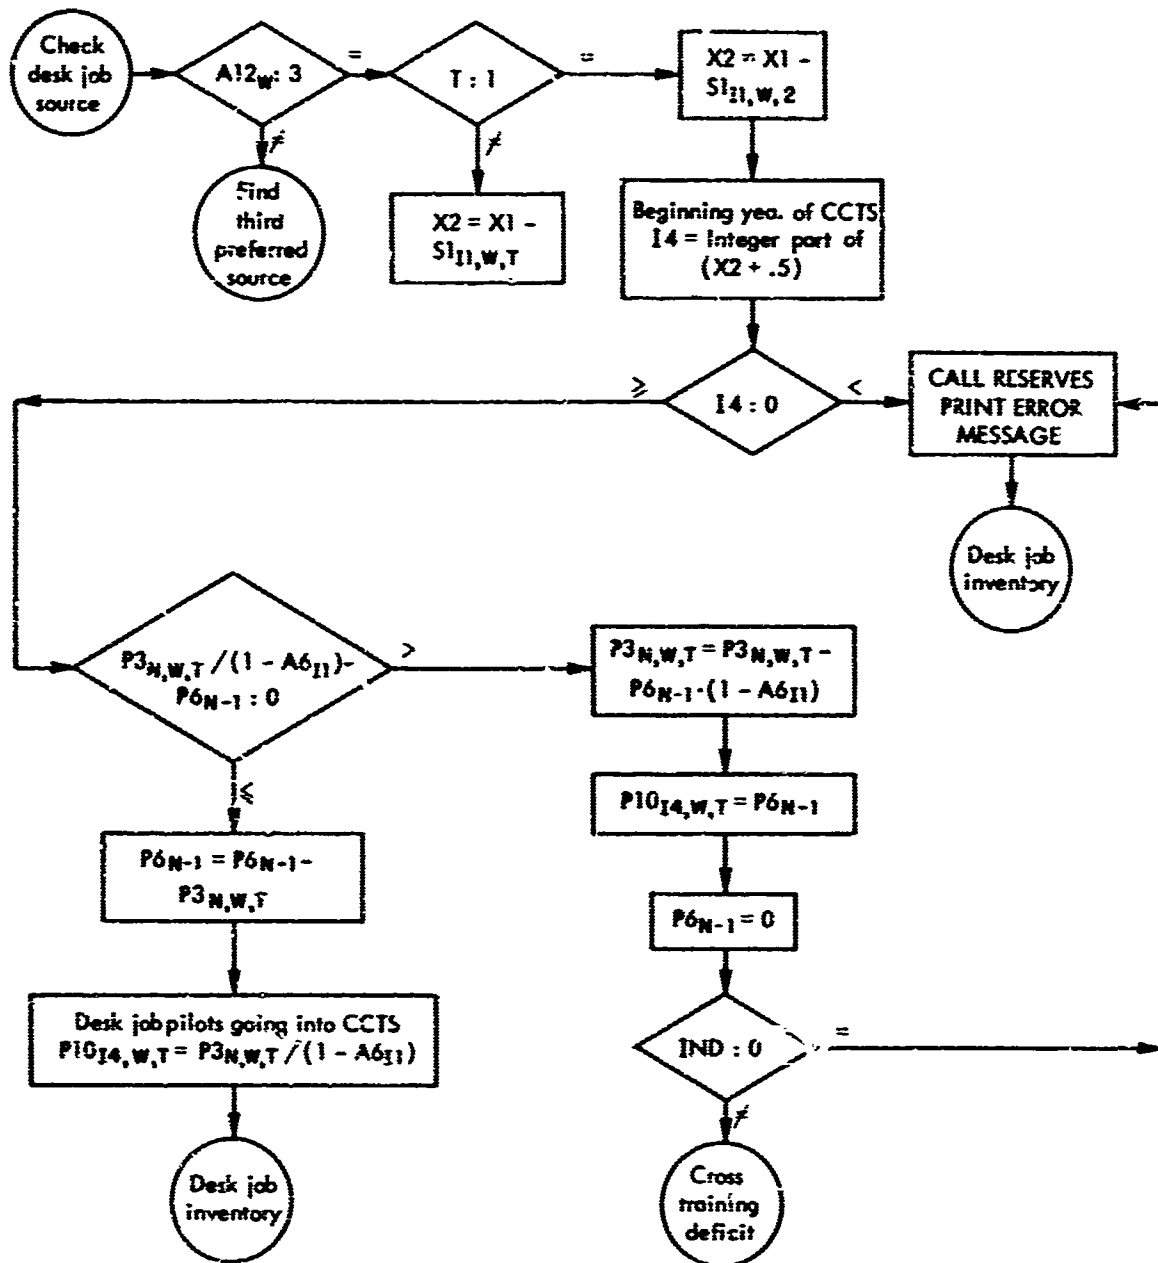 Check
desk job
source
A12W : 3
=
≠
T : 1
=
≠
X2 = X1 -
S1I1,W,2
Find
third
preferred
source
X2 = X1 -
S1I1,W,T
Beginning yea. of CCTS
I4 = Integer part of
(X2 + .5)
I4 : 0
≥
<
CALL RESERVES
PRINT ERROR
MESSAGE
Desk job
inventory
P3N,W,T /(1 - A6I1)-
P6N-1 : 0
>
≤
P3N,W,T = P3N,W,T -
P6N-1·(1 - A6I1)
P10I4,W,T = P6N-1
P6N-1 = P6N-1 -
P3N,W,T
P6N-1 = 0
Desk job pilots going into CCTS
P10I4,W,T = P3N,W,T /(1 - A6I1)
IND : 0
=
≠
Desk job
inventory
Cross
training
deficit